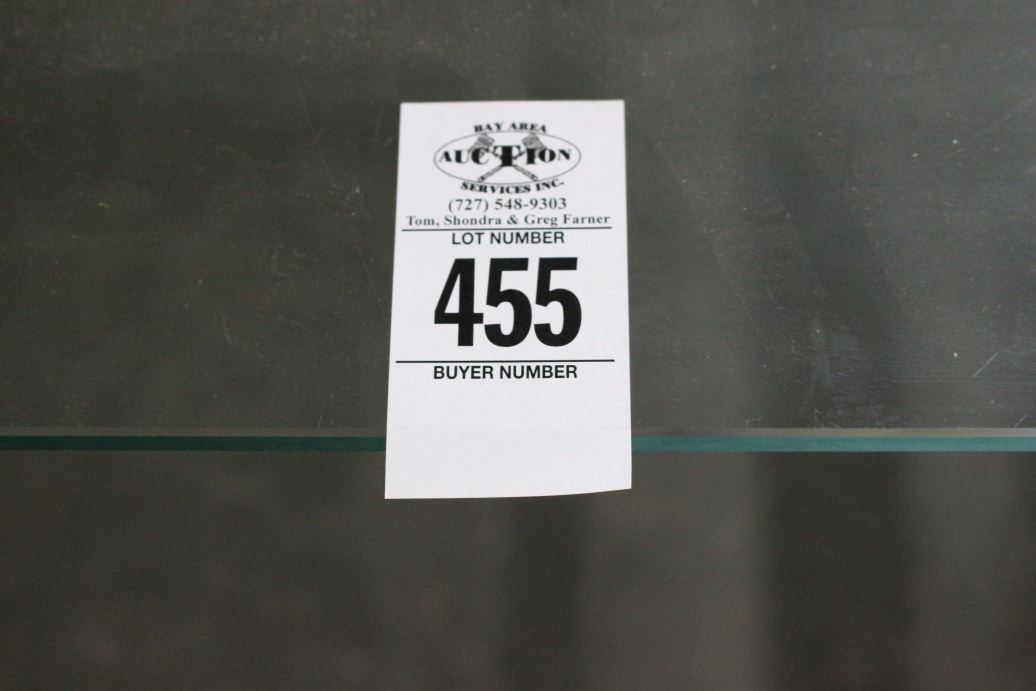 BAY AREA
AUCTION
SERVICES INC.
(727) 548-9303
Tom, Shondra & Greg Farner
LOT NUMBER
455
BUYER NUMBER